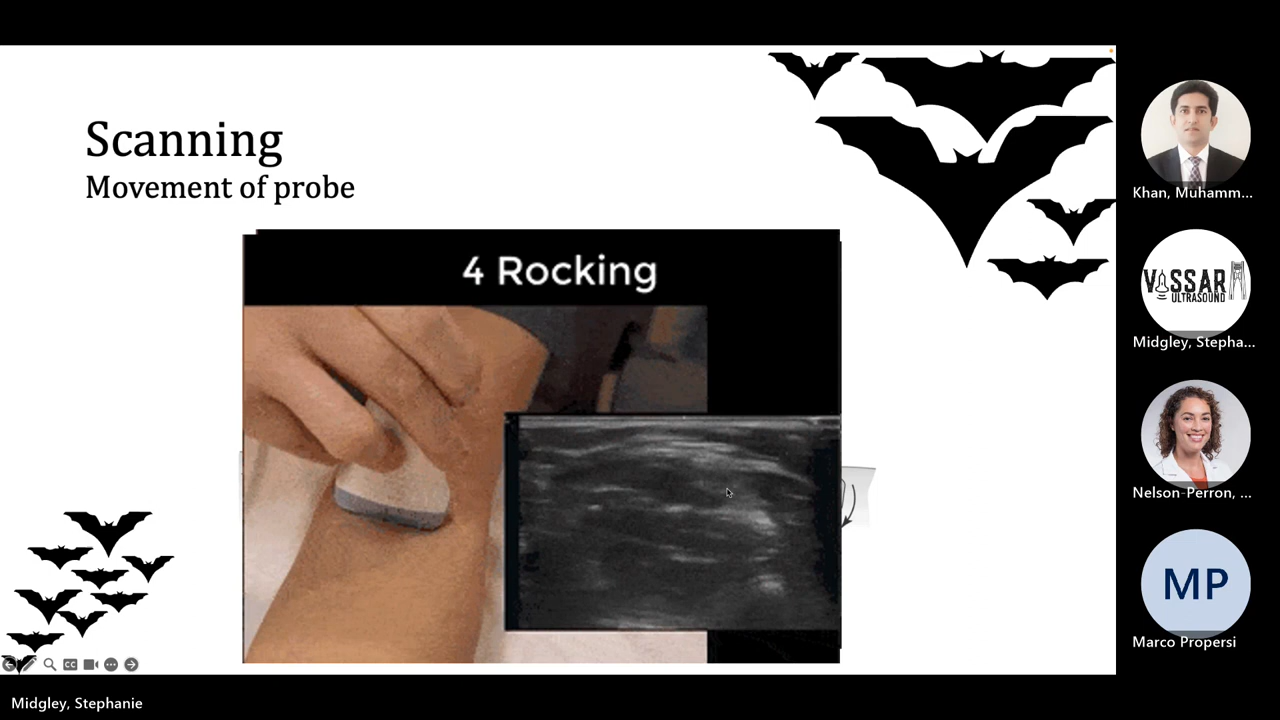 Scanning
Movement of probe
4 Rocking
Khan, Muhamm...
VASSAR
ULTRASOUND
Midgley, Stepha...
Nelson-Perron, ...
MP
Marco Propersi
CC
Midgley, Stephanie